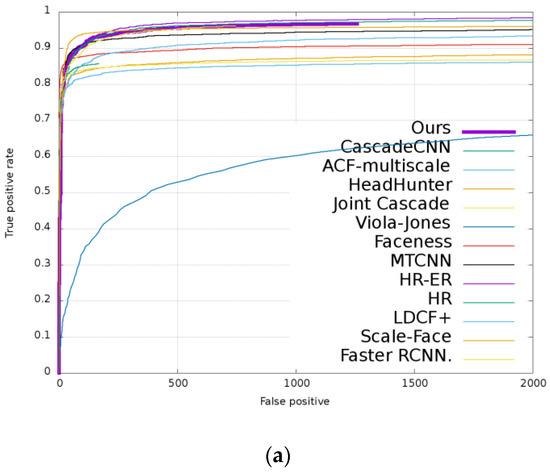 1
0.9
0.8
0.7
0.6
0.5
0.4
0.3
0.2
0.1
0
True positive rate
Ours
CascadeCNN
ACF-multiscale
HeadHunter
Joint Cascade
Viola-Jones
Faceness
MTCNN
HR-ER
HR
LDCF+
Scale-Face
Faster RCNN.
0 500 1000 1500 2000
False positive
(a)